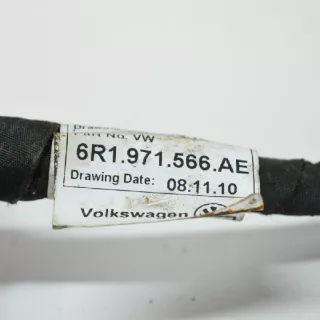 Part No. VW
6R1.971.566.AE
Drawing Date: 08.11.10
Volkswagen